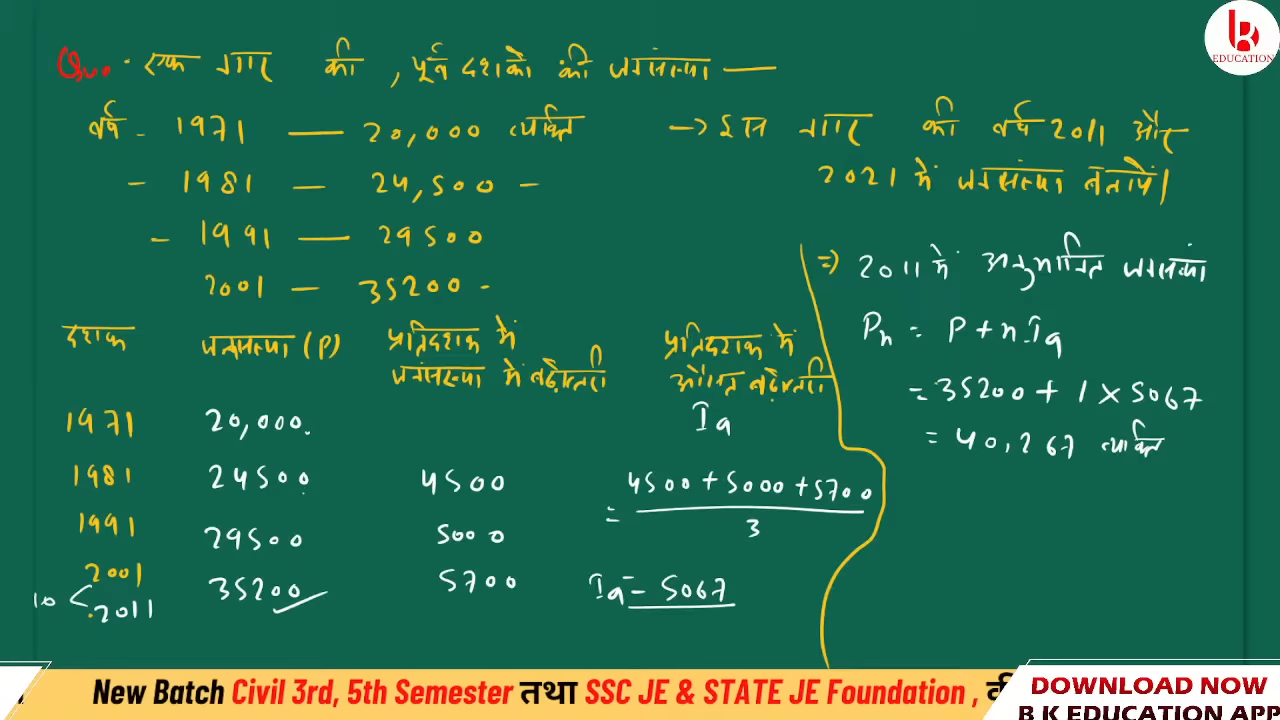 Que. एक नगर की , पूर्व दशको की जनसंख्या —
वर्ष - 1971 — 20,000 व्यक्ति
- 1981 — 24,500 -
- 1991 — 29500
2001 — 35200 -
→ इस नगर की वर्ष 2011 और
2021 में जनसंख्या बतायें।
दशक जनसंख्या (P) प्रतिदशक में जनसंख्या में बढ़ोत्तरी प्रतिदशक में औसत बढ़ोत्तरी
1971 20,000. Ia
1981 24500 4500
1991 29500 5000
2001 35200 5700
10 < 2011
= 4500 + 5000 + 5700 / 3
Ia = 5067
⇒ 2011 में अनुमानित जनसंख्या
Pn = P + n.Ia
= 35200 + 1 × 5067
= 40,267 व्यक्ति
EDUCATION
New Batch Civil 3rd, 5th Semester तथा SSC JE & STATE JE Foundation ,
DOWNLOAD NOW
B K EDUCATION APP